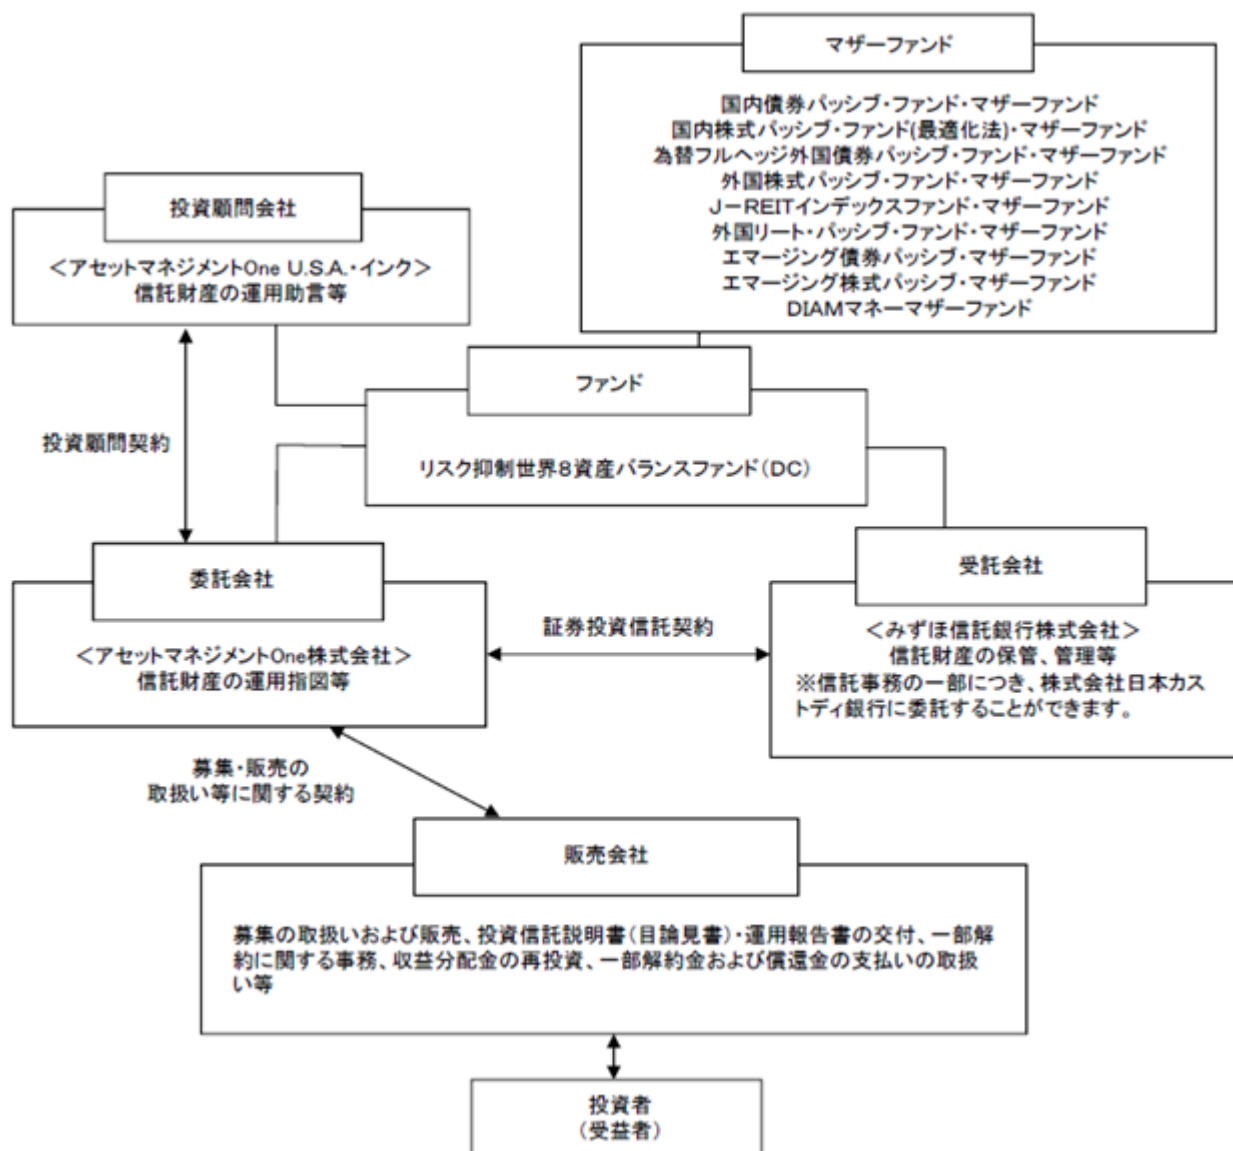 マザーファンド
国内債券パッシブ・ファンド・マザーファンド
国内株式パッシブ・ファンド(最適化法)・マザーファンド
為替フルヘッジ外国債券パッシブ・ファンド・マザーファンド
外国株式パッシブ・ファンド・マザーファンド
J－REITインデックスファンド・マザーファンド
外国リート・パッシブ・ファンド・マザーファンド
エマージング債券パッシブ・マザーファンド
エマージング株式パッシブ・マザーファンド
DIAMマネーマザーファンド
投資顧問会社
＜アセットマネジメントOne U.S.A.・インク＞
信託財産の運用助言等
ファンド
リスク抑制世界8資産バランスファンド（DC）
投資顧問契約
委託会社
＜アセットマネジメントOne株式会社＞
信託財産の運用指図等
証券投資信託契約
受託会社
＜みずほ信託銀行株式会社＞
信託財産の保管、管理等
※信託事務の一部につき、株式会社日本カス
トディ銀行に委託することができます。
募集・販売の
取扱い等に関する契約
販売会社
募集の取扱いおよび販売、投資信託説明書（目論見書）・運用報告書の交付、一部解
約に関する事務、収益分配金の再投資、一部解約金および償還金の支払いの取扱
い等
投資者
（受益者）